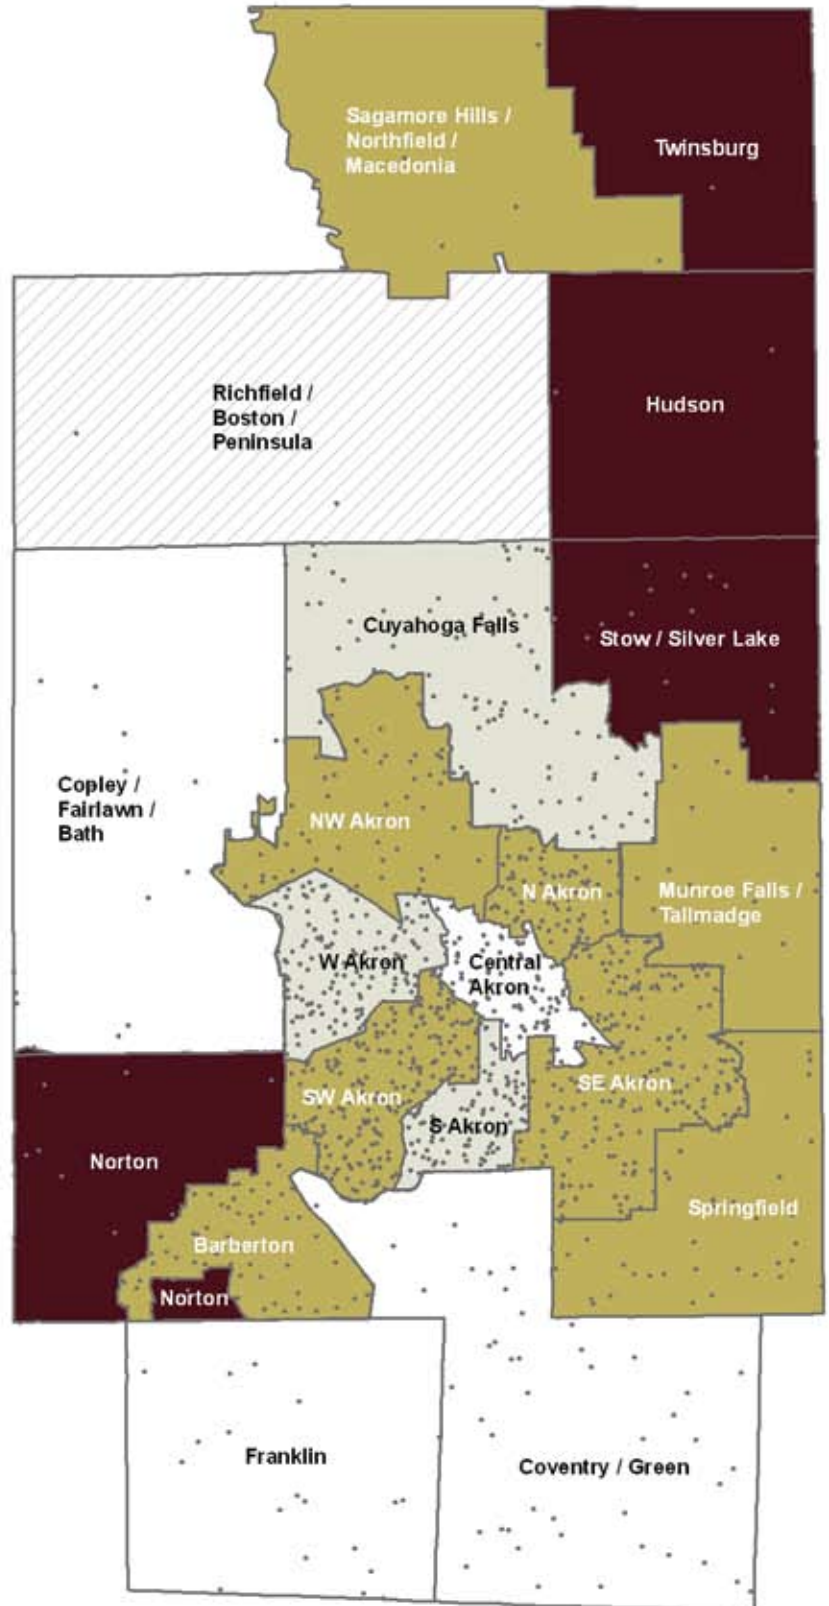 Sagamore Hills /
Northfield /
Macedonia
Twinsburg
Richfield /
Boston /
Peninsula
Hudson
Cuyahoga Falls
Stow / Silver Lake
Copley /
Fairlawn /
Bath
NW Akron
N Akron
Munroe Falls /
Tallmadge
W Akron
Central
Akron
SW Akron
SE Akron
S Akron
Norton
Springfield
Barberton
Norton
Franklin
Coventry / Green